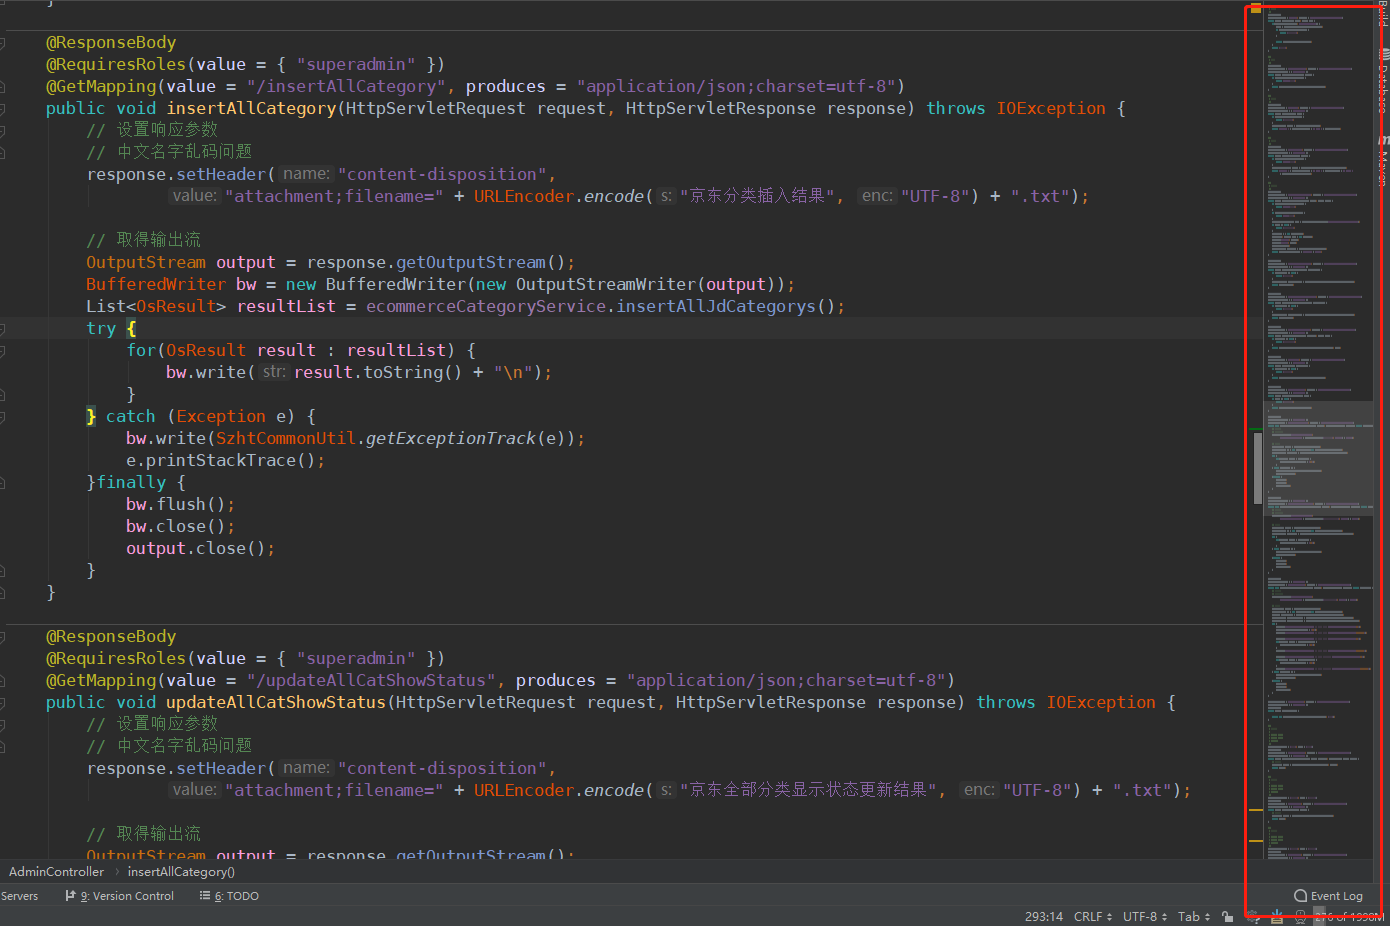 }
@ResponseBody
@RequiresRoles(value = { "superadmin" })
@GetMapping(value = "/insertAllCategory", produces = "application/json;charset=utf-8")
public void insertAllCategory(HttpServletRequest request, HttpServletResponse response) throws IOException {
// 设置响应参数
// 中文名字乱码问题
response.setHeader( name: "content-disposition",
value: "attachment;filename=" + URLEncoder.encode( s: "京东分类插入结果", enc: "UTF-8") + ".txt");
// 取得输出流
OutputStream output = response.getOutputStream();
BufferedWriter bw = new BufferedWriter(new OutputStreamWriter(output));
List<OsResult> resultList = ecommerceCategoryService.insertAllJdCategorys();
try {
for(OsResult result : resultList) {
bw.write( str: result.toString() + "\n");
}
} catch (Exception e) {
bw.write(SzhtCommonUtil.getExceptionTrack(e));
e.printStackTrace();
}finally {
bw.flush();
bw.close();
output.close();
}
}
@ResponseBody
@RequiresRoles(value = { "superadmin" })
@GetMapping(value = "/updateAllCatShowStatus", produces = "application/json;charset=utf-8")
public void updateAllCatShowStatus(HttpServletRequest request, HttpServletResponse response) throws IOException {
// 设置响应参数
// 中文名字乱码问题
response.setHeader( name: "content-disposition",
value: "attachment;filename=" + URLEncoder.encode( s: "京东全部分类显示状态更新结果", enc: "UTF-8") + ".txt");
// 取得输出流
OutputStream output = response.getOutputStream();
AdminController › insertAllCategory()
Servers 9: Version Control 6: TODO
Event Log
293:14 CRLF UTF-8 Tab of 1998M
Build
Database
Maven